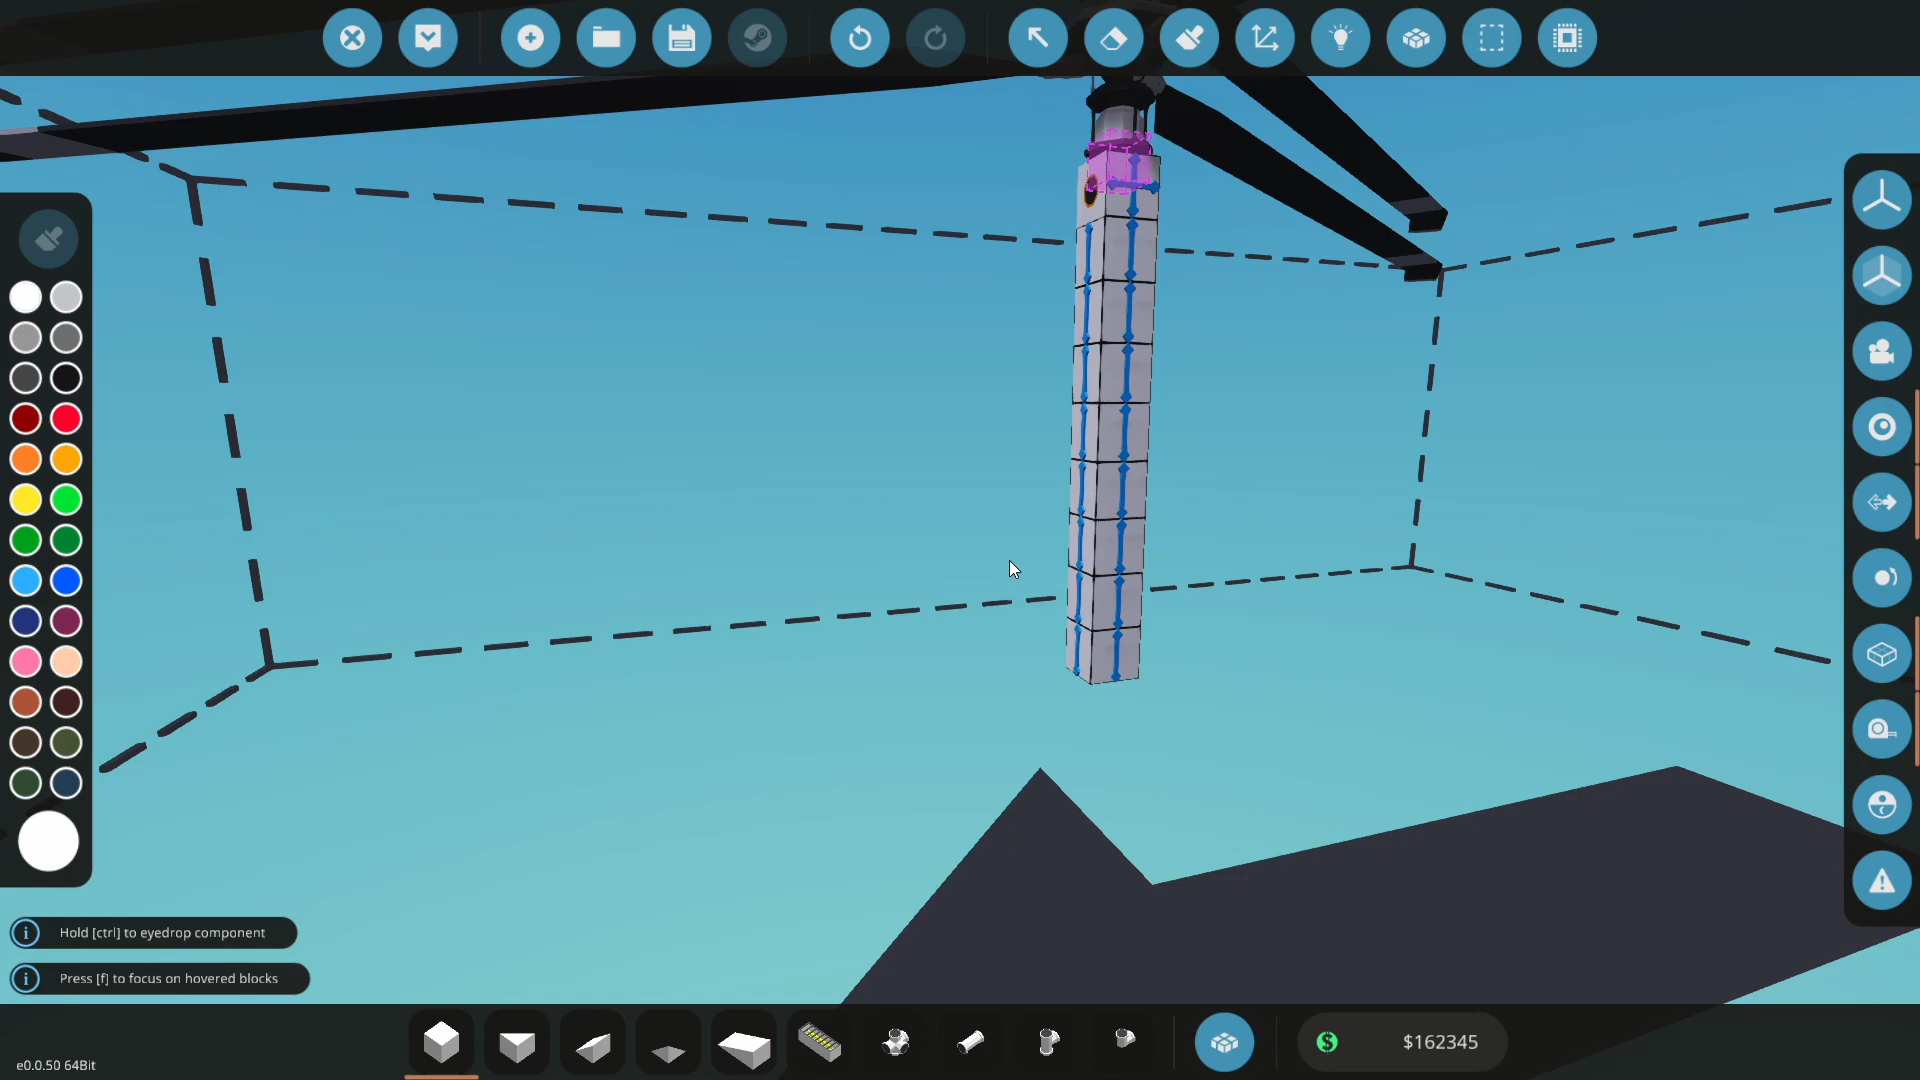 Hold [ctrl] to eyedrop component
Press [f] to focus on hovered blocks
$162345
e0.0.50 64Bit